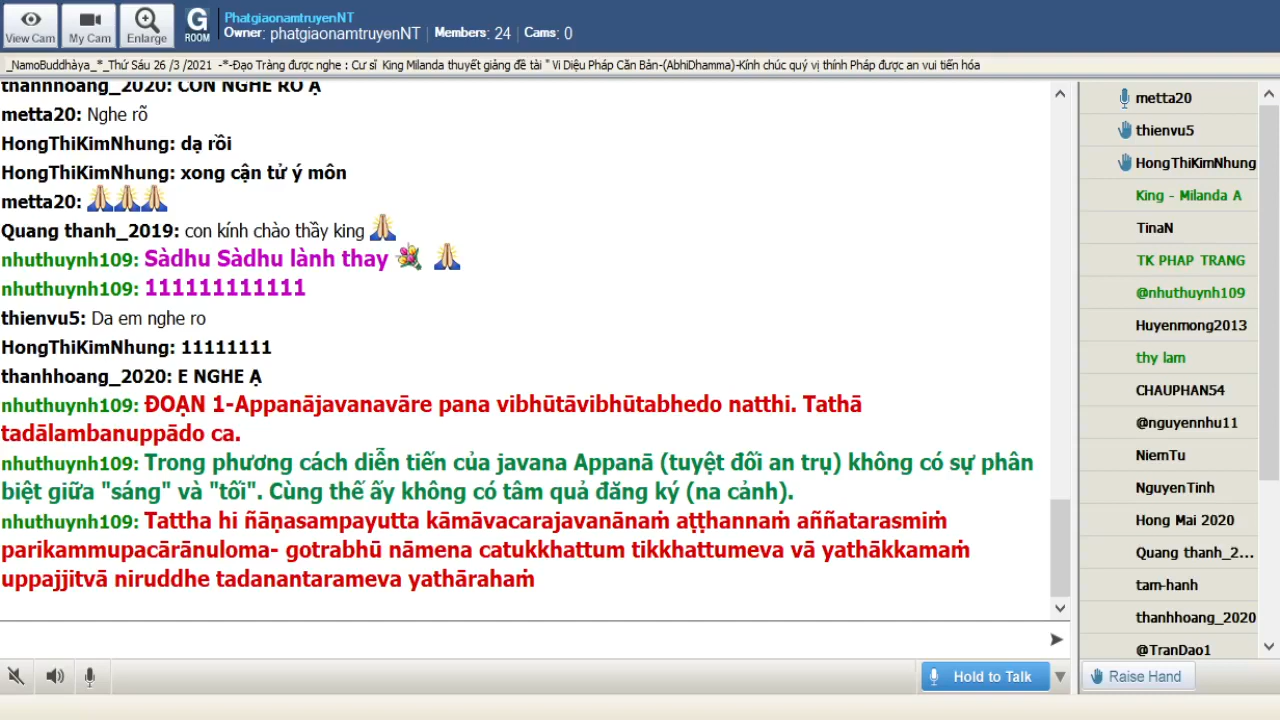 View Cam
My Cam
Enlarge
G
ROOM
PhatgiaonamtruyenNT
Owner: phatgiaonamtruyenNT | Members: 24 | Cams: 0
_NamoBuddhàya_*_Thứ Sáu 26 /3 /2021 -*-Đạo Tràng được nghe : Cư sĩ King Milanda thuyết giảng đề tài " Vi Diệu Pháp Căn Bản-(AbhiDhamma)-Kính chúc quý vị thính Pháp được an vui tiến hóa
thanhhoang_2020: CON NGHE RO Ạ
metta20: Nghe rõ
HongThiKimNhung: dạ rồi
HongThiKimNhung: xong cận tử ý môn
metta20:
Quang thanh_2019: con kính chào thầy king
nhuthuynh109: Sàdhu Sàdhu lành thay
nhuthuynh109: 111111111111
thienvu5: Da em nghe ro
HongThiKimNhung: 11111111
thanhhoang_2020: E NGHE Ạ
nhuthuynh109: ĐOẠN 1-Appanājavanavāre pana vibhūtāvibhūtabhedo natthi. Tathā
tadālambanuppādo ca.
nhuthuynh109: Trong phương cách diễn tiến của javana Appanā (tuyệt đối an trụ) không có sự phân
biệt giữa "sáng" và "tối". Cùng thế ấy không có tâm quả đăng ký (na cảnh).
nhuthuynh109: Tattha hi ñāṇasampayutta kāmāvacarajavanānaṁ aṭṭhannaṁ aññatarasmiṁ
parikammupacārānuloma- gotrabhū nāmena catukkhattum tikkhattumeva vā yathākkamaṁ
uppajjitvā niruddhe tadanantarameva yathārahaṁ
metta20
thienvu5
HongThiKimNhung
King - Milanda A
TinaN
TK PHAP TRANG
@nhuthuynh109
Huyenmong2013
thy lam
CHAUPHAN54
@nguyennhu11
NiemTu
NguyenTinh
Hong Mai 2020
Quang thanh_2...
tam-hanh
thanhhoang_2020
@TranDao1
Hold to Talk
Raise Hand